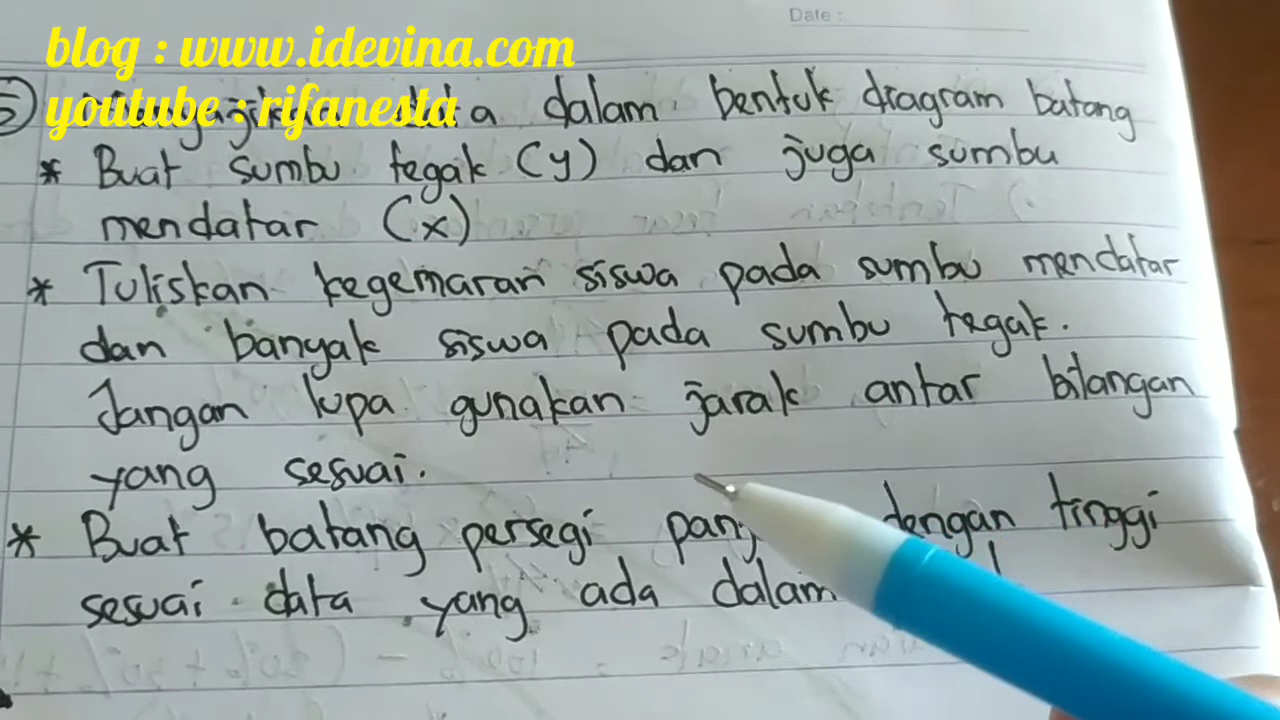 Date :
blog : www.idevina.com
youtube : rifanesta
dalam bentuk diagram batang
* Buat sumbu tegak (y) dan juga sumbu
mendatar (x)
* Tuliskan kegemaran siswa pada sumbu mendatar
dan banyak siswa pada sumbu tegak.
Jangan lupa gunakan jarak antar bilangan
yang sesuai.
* Buat batang persegi dengan tinggi
sesuai data yang ada dalam